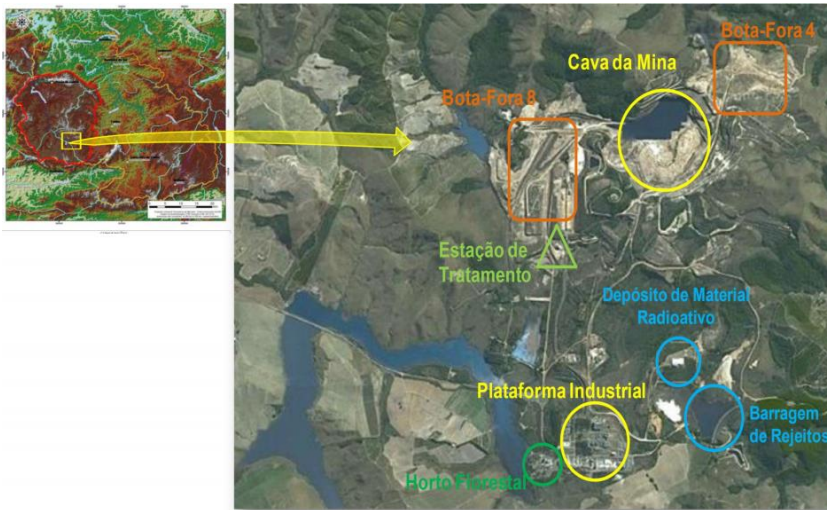 Bota-Fora 4
Cava da Mina
Bota-Fora 8
Estação de
Tratamento
Depósito de Material
Radioativo
Plataforma Industrial
Barragem
de Rejeitos
Horto Florestal